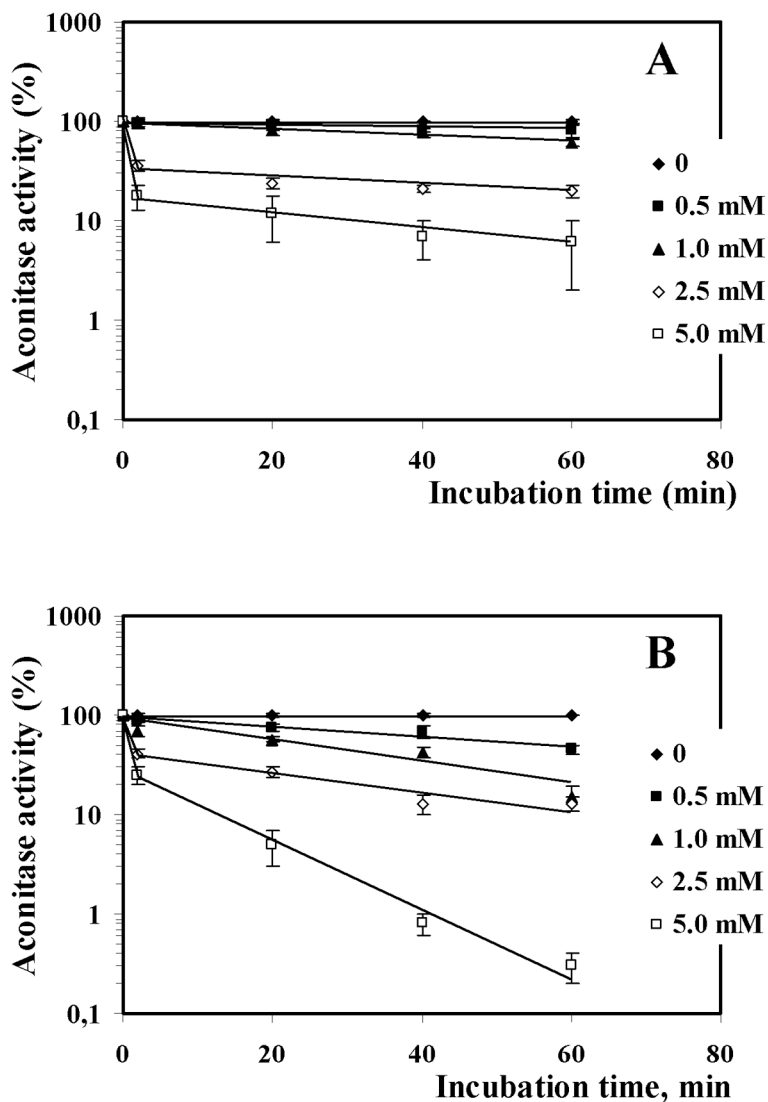 1000
A
100
10
1
0,1
Aconitase activity (%)
0
0.5 mM
1.0 mM
2.5 mM
5.0 mM
0 20 40 60 80
Incubation time (min)
1000
B
100
10
1
0,1
Aconitase activity (%)
0
0.5 mM
1.0 mM
2.5 mM
5.0 mM
0 20 40 60 80
Incubation time, min